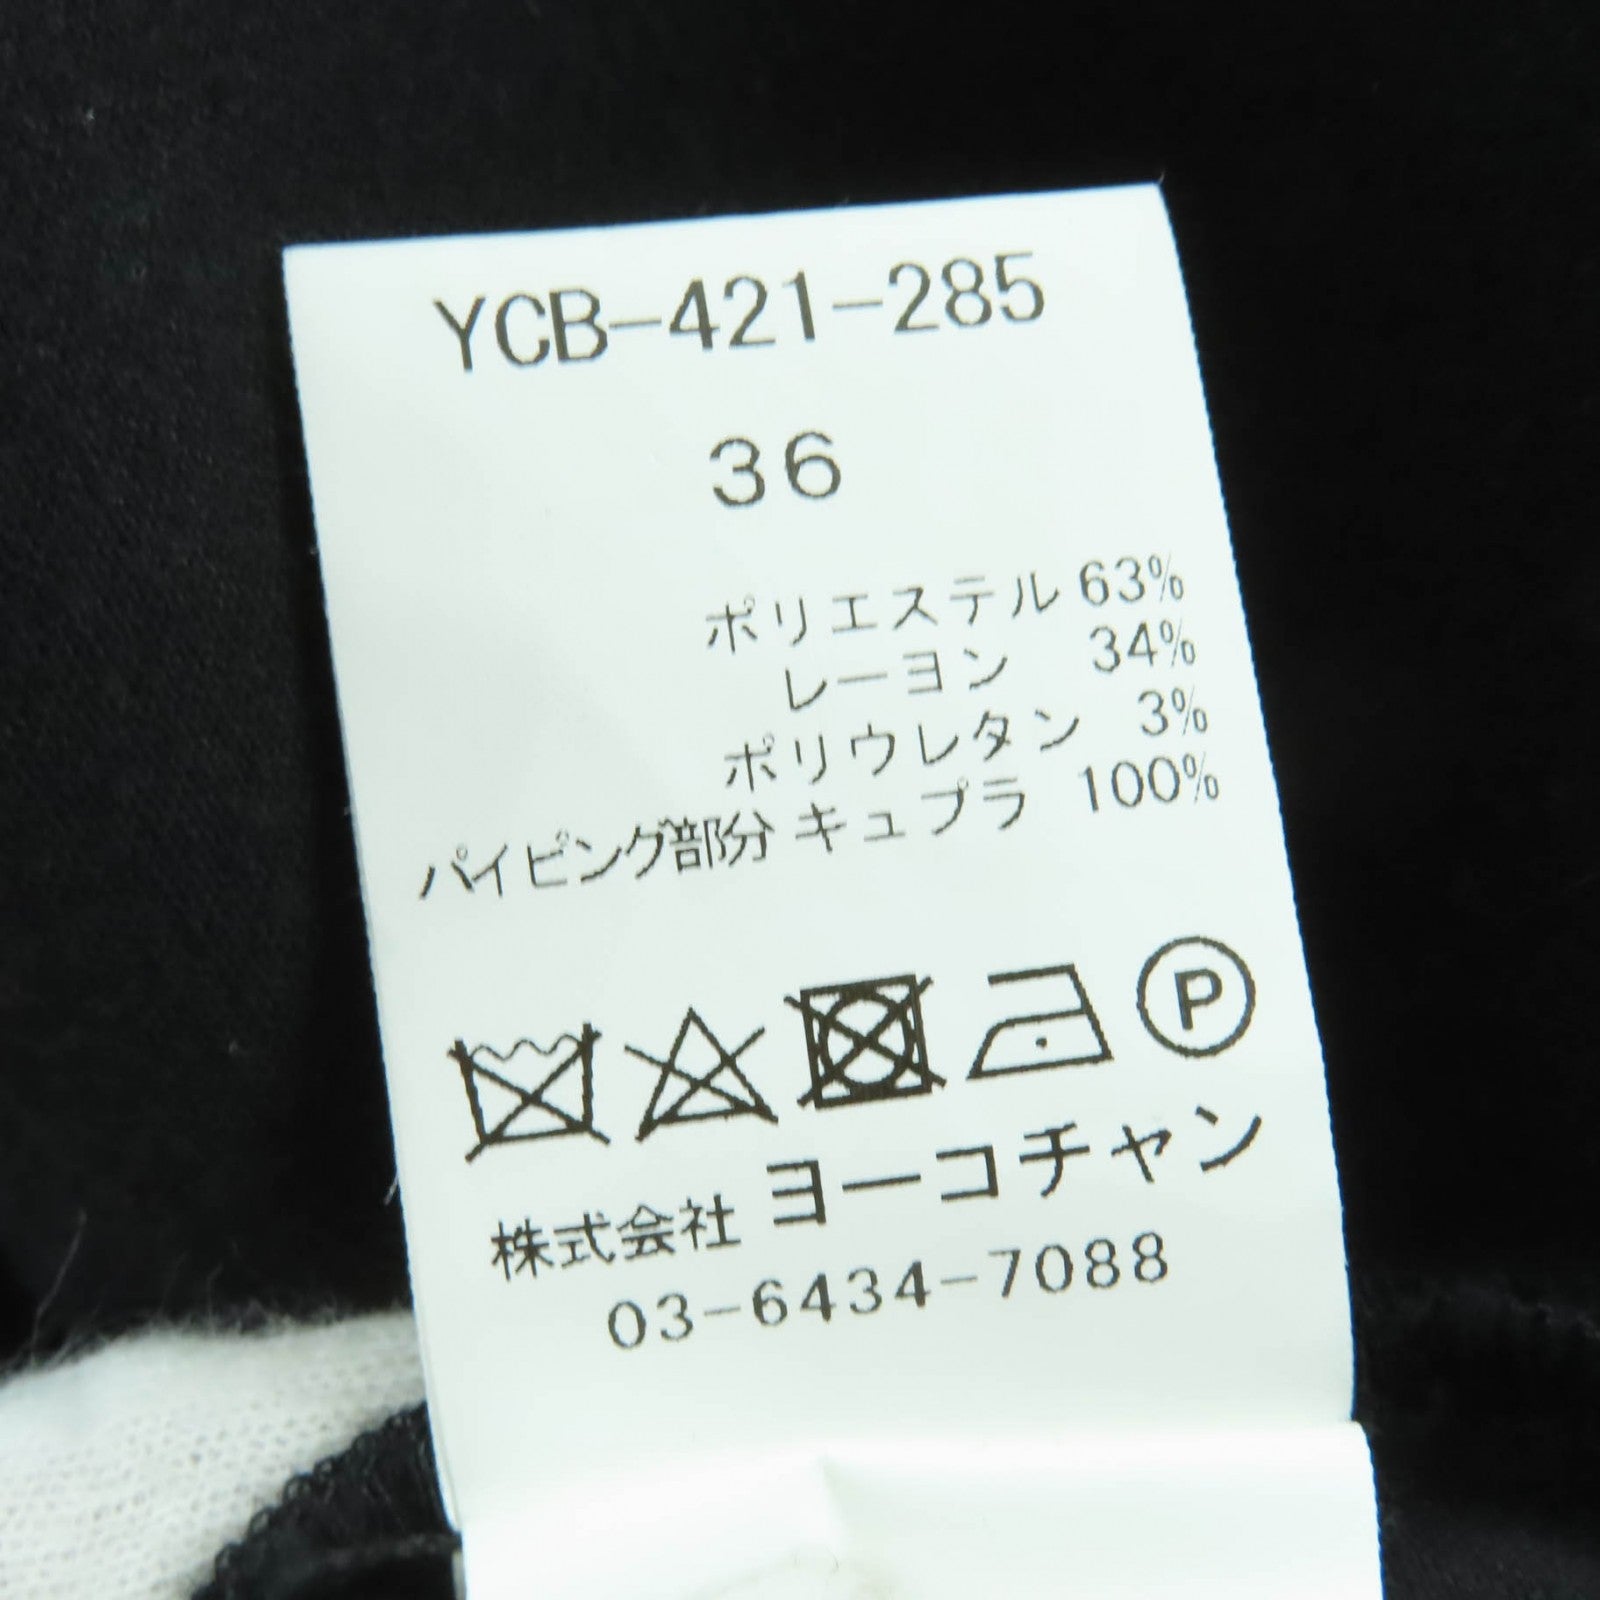 YCB-421-285
36
ポリエステル 63%
レーヨン 34%
ポリウレタン 3%
パイピング部分 キュプラ 100%
P
株式会社 ヨーコチャン
03-6434-7088